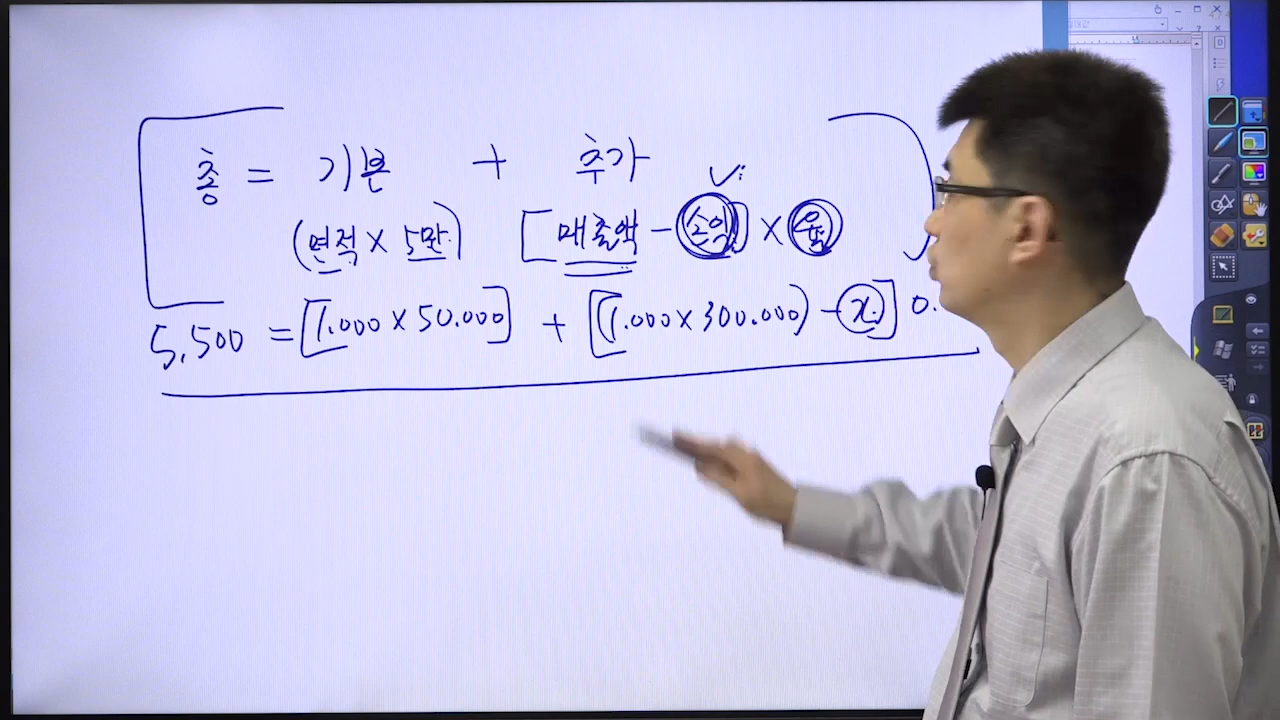 총 = 기본 + 추가
(면적 × 5만) [매출액 - 손익] × 율
5,500 = [1.000 × 50.000] + [(1.000 × 300.000) - x.] 0.